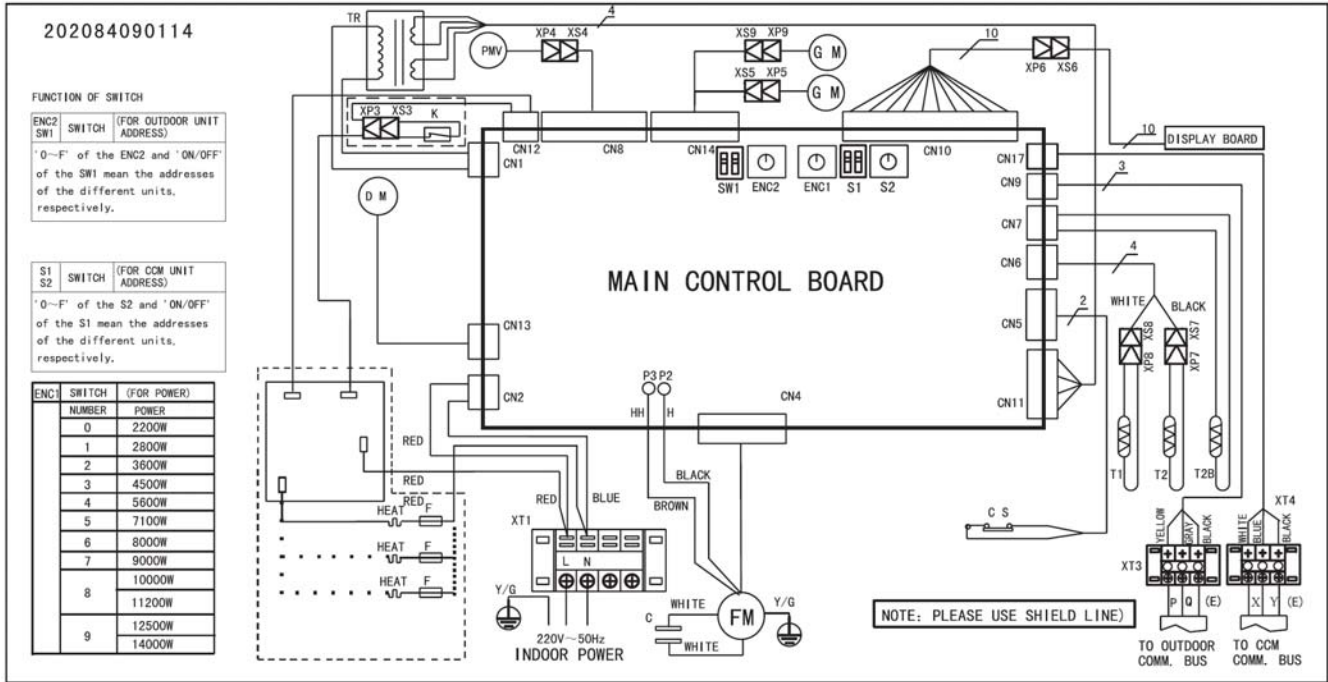 202084090114
FUNCTION OF SWITCH
ENC2 SW1 SWITCH (FOR OUTDOOR UNIT ADDRESS)
'0~F' of the ENC2 and 'ON/OFF'
of the SW1 mean the addresses
of the different units,
respectively.
S1 S2 SWITCH (FOR CCM UNIT ADDRESS)
'0~F' of the S2 and 'ON/OFF'
of the S1 mean the addresses
of the different units,
respectively.
ENC1 SWITCH (FOR POWER)
NUMBER POWER
0 2200W
1 2800W
2 3600W
3 4500W
4 5600W
5 7100W
6 8000W
7 9000W
8 10000W
11200W
9 12500W
14000W
TR
4
PMV
XP4 XS4
XS9 XP9
G M
XS5 XP5
G M
10
XP6 XS6
10
DISPLAY BOARD
XP3 XS3 K
CN1
CN12
CN8
CN14
CN10
CN17
SW1 ENC2 ENC1 S1 S2
CN9
3
CN7
CN6
4
D M
MAIN CONTROL BOARD
WHITE
BLACK
CN5
2
XP8 XS8
XP7 XS7
CN13
CN2
P3 P2
CN4
CN11
HH H
RED
RED
RED
RED
BLUE
BLACK
BROWN
HEAT F
HEAT F
HEAT F
XT1
L N
Y/G
220V~50Hz
INDOOR POWER
C
WHITE
WHITE
FM
Y/G
C S
T1
T2
T2B
XT4
YELLOW
GRAY
BLACK
WHITE
BLUE
BLACK
XT3
P Q (E)
X Y (E)
NOTE: PLEASE USE SHIELD LINE)
TO OUTDOOR
COMM. BUS
TO CCM
COMM. BUS